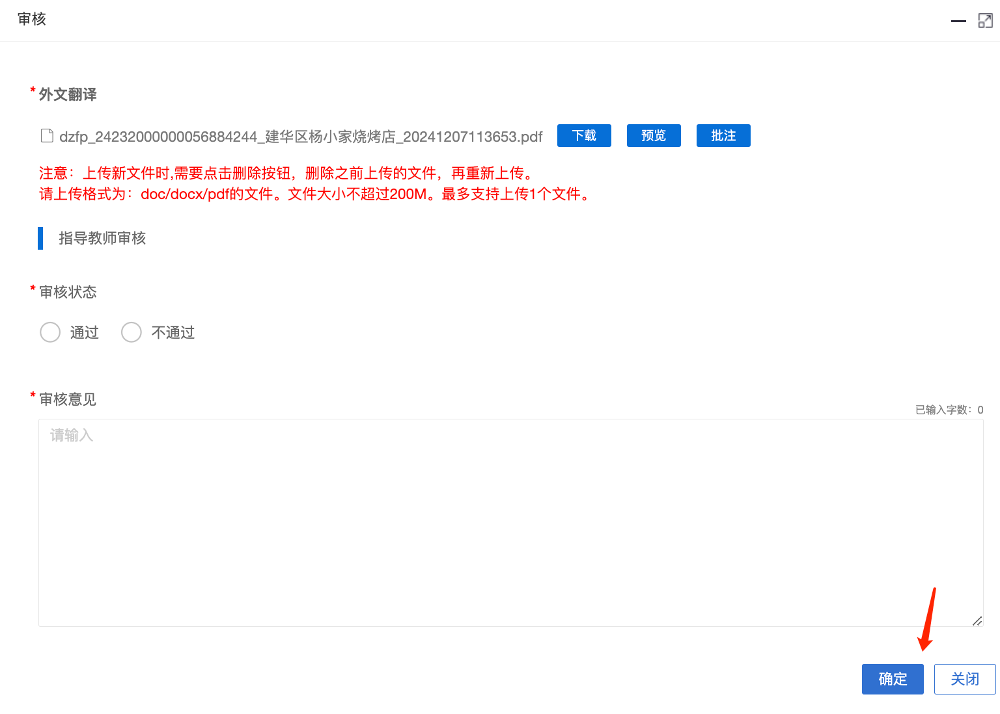 审核
* 外文翻译
dzfp_24232000000056884244_建华区杨小家烧烤店_20241207113653.pdf 下载 预览 批注
注意：上传新文件时,需要点击删除按钮，删除之前上传的文件，再重新上传。
请上传格式为：doc/docx/pdf的文件。文件大小不超过200M。最多支持上传1个文件。
指导教师审核
* 审核状态
通过 不通过
* 审核意见
已输入字数：0
请输入
确定 关闭